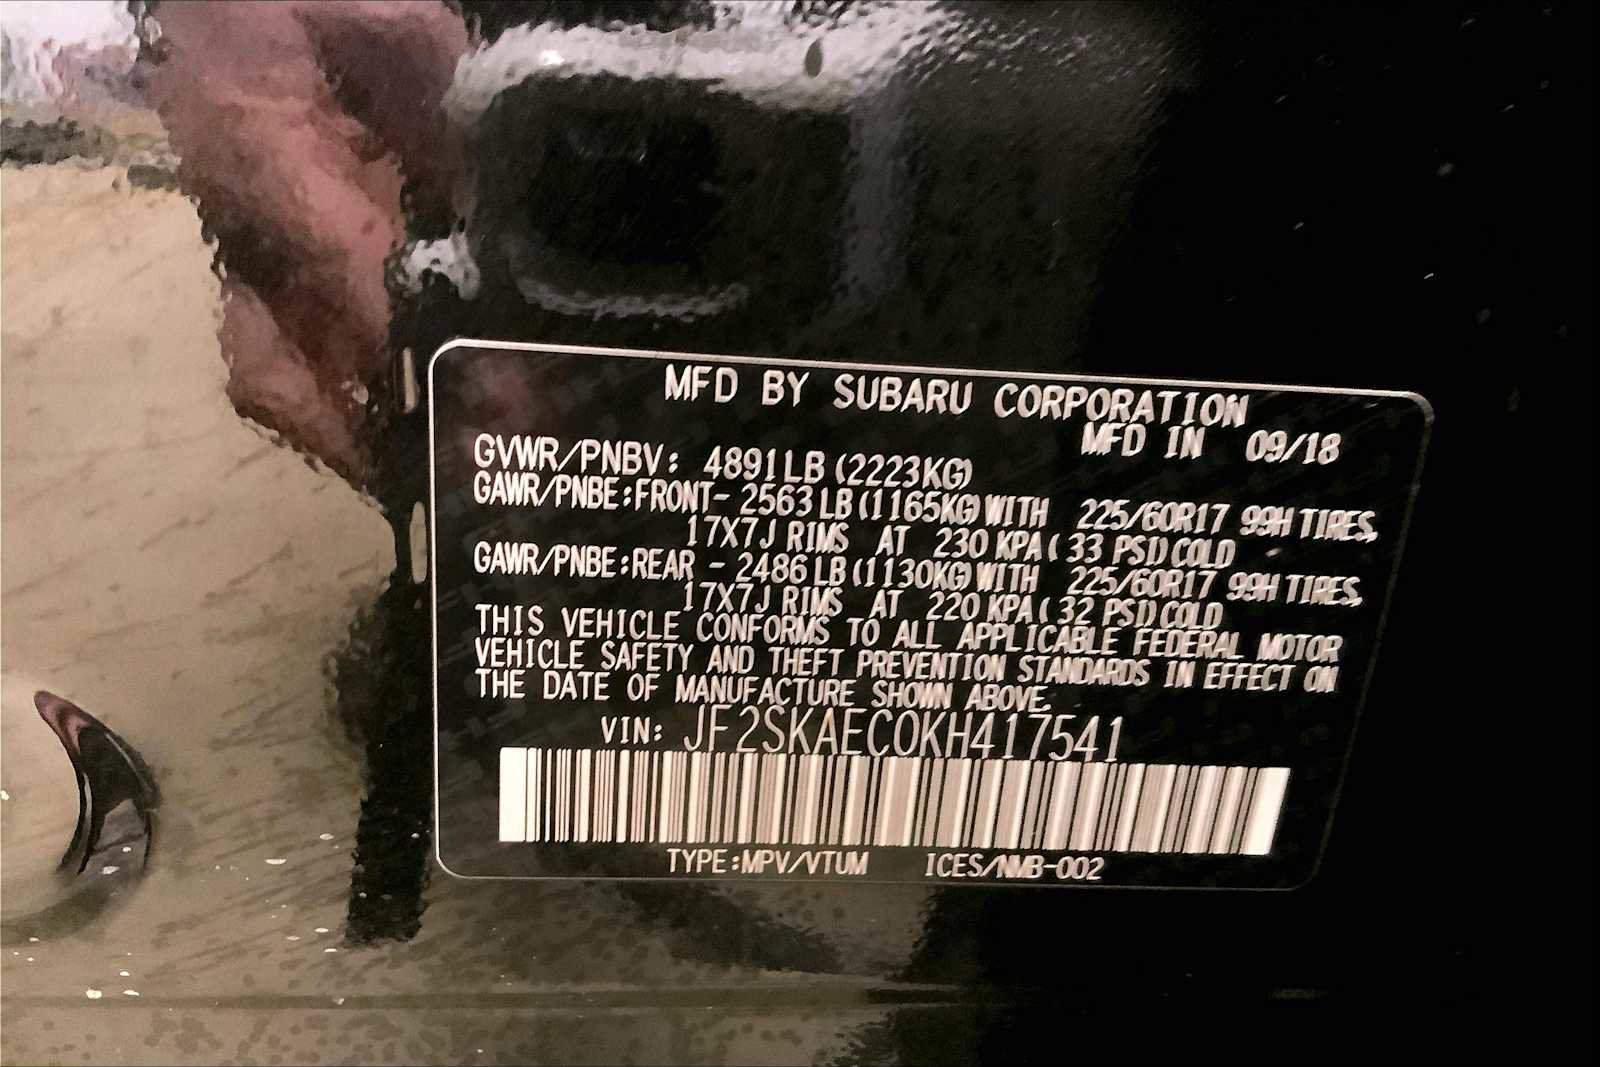 MFD BY SUBARU CORPORATION
MFD IN 09/18
GVWR/PNBV: 4891LB (2223KG)
GAWR/PNBE:FRONT- 2563 LB (1165KG) WITH 225/60R17 99H TIRES,
17X7J RIMS AT 230 KPA ( 33 PSI) COLD
GAWR/PNBE:REAR - 2486 LB (1130KG) WITH 225/60R17 99H TIRES,
17X7J RIMS AT 220 KPA ( 32 PSI) COLD
THIS VEHICLE CONFORMS TO ALL APPLICABLE FEDERAL MOTOR
VEHICLE SAFETY AND THEFT PREVENTION STANDARDS IN EFFECT ON
THE DATE OF MANUFACTURE SHOWN ABOVE.
VIN: JF2SKAEC0KH417541
TYPE:MPV/VTUM ICES/NMB-002